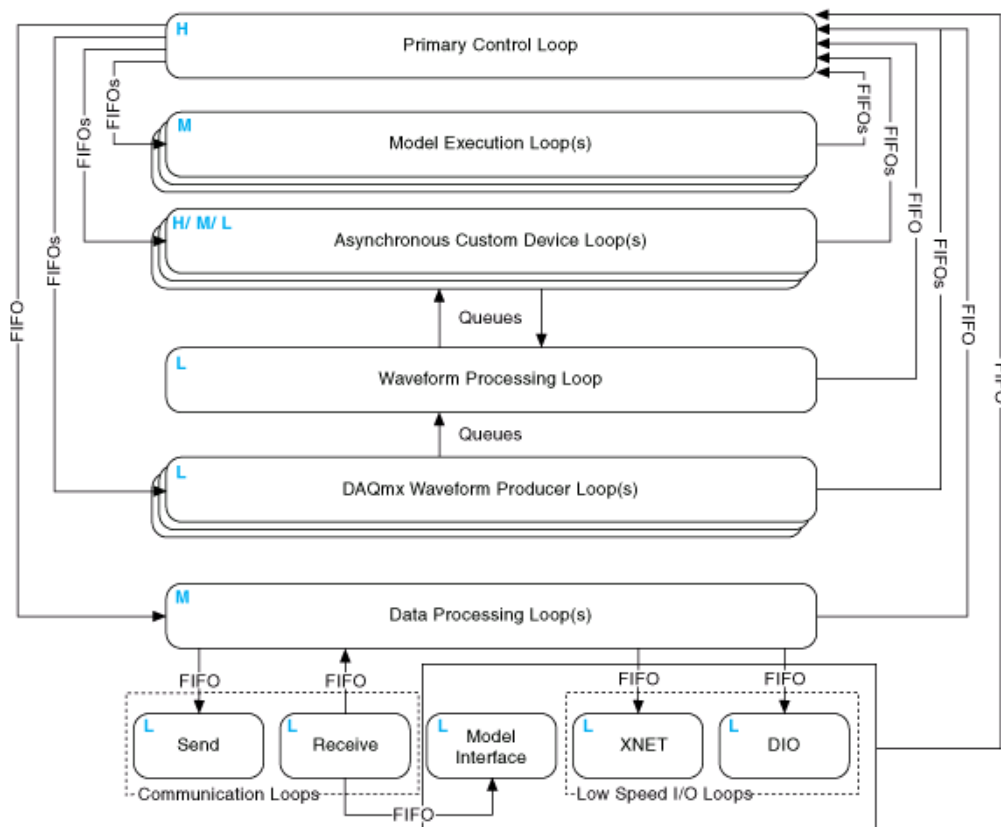 H
Primary Control Loop
FIFOs
FIFOs
M
Model Execution Loop(s)
FIFOs
FIFOs
H/ M/ L
Asynchronous Custom Device Loop(s)
FIFO
FIFOs
FIFOs
FIFO
FIFO
Queues
L
Waveform Processing Loop
FIFO
Queues
L
DAQmx Waveform Producer Loop(s)
M
Data Processing Loop(s)
FIFO
FIFO
FIFO
FIFO
L
Send
L
Receive
L
Model
Interface
L
XNET
L
DIO
Communication Loops
FIFO
Low Speed I/O Loops